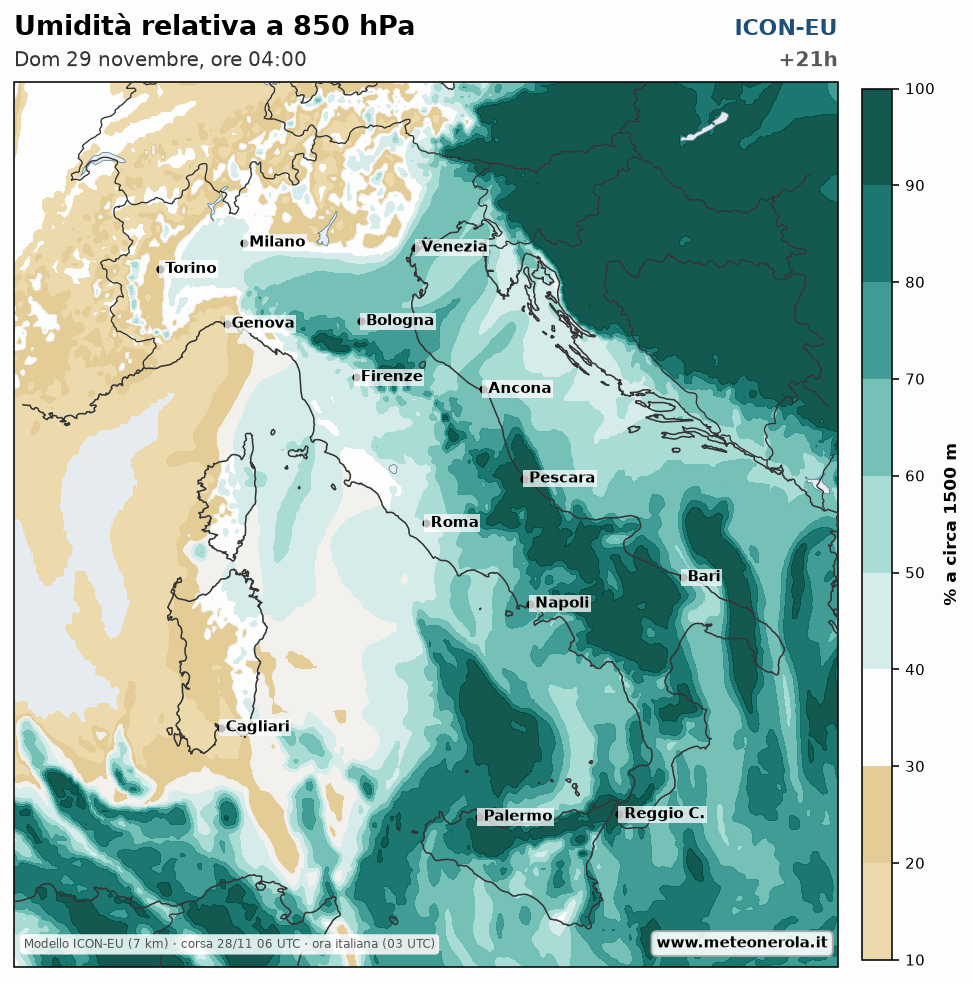 Umidità relativa a 850 hPa
ICON-EU
Dom 29 novembre, ore 04:00
+21h
100
90
80
70
60
50
40
30
20
10
% a circa 1500 m
Milano
Venezia
Torino
Genova
Bologna
Firenze
Ancona
Pescara
Roma
Bari
Napoli
Cagliari
Palermo
Reggio C.
Modello ICON-EU (7 km) · corsa 28/11 06 UTC · ora italiana (03 UTC)
www.meteonerola.it